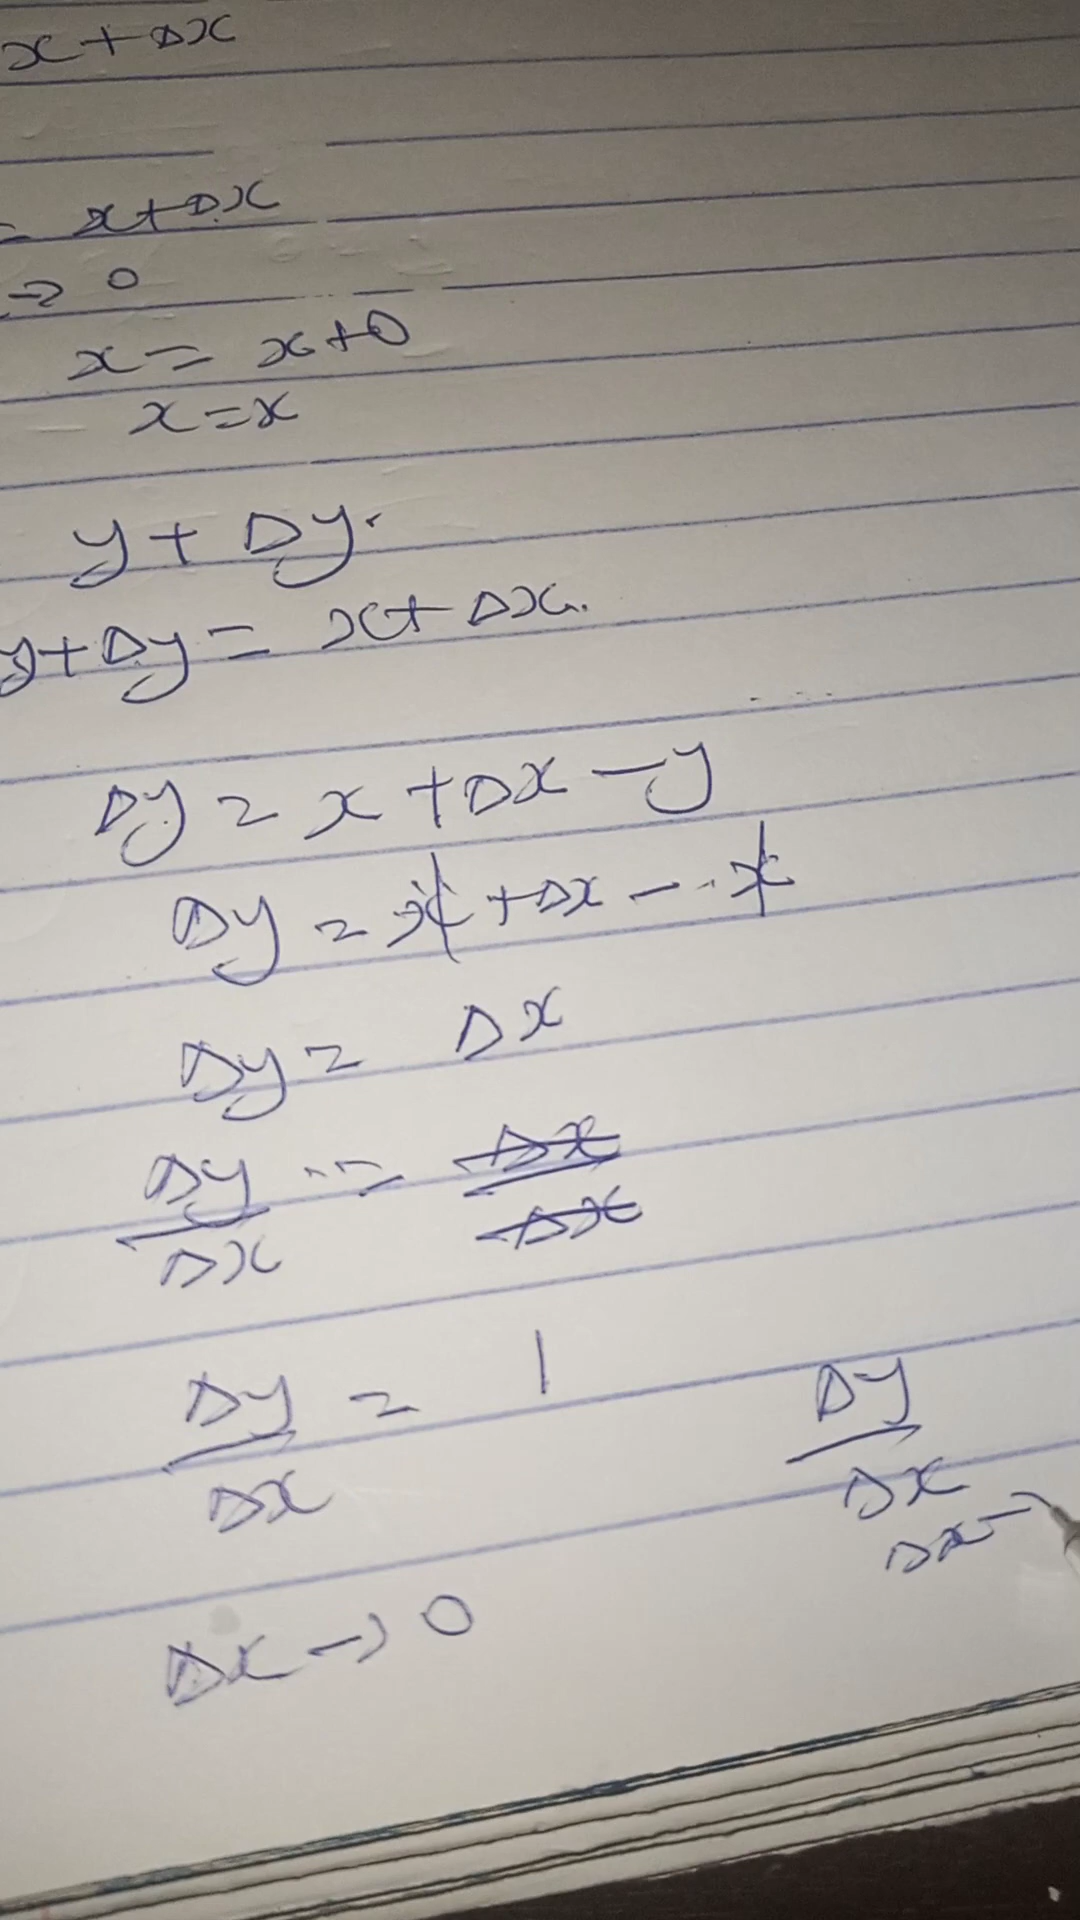 x + Δx
= x + Δx
→ 0
x = x + 0
x = x
y + Δy.
y + Δy = x + Δx.
Δy = x + Δx - y
Δy = x + Δx - x
Δy = Δx
Δy/Δx = Δx/Δx
Δy/Δx = 1
Δy/Δx
Δx →
Δx → 0